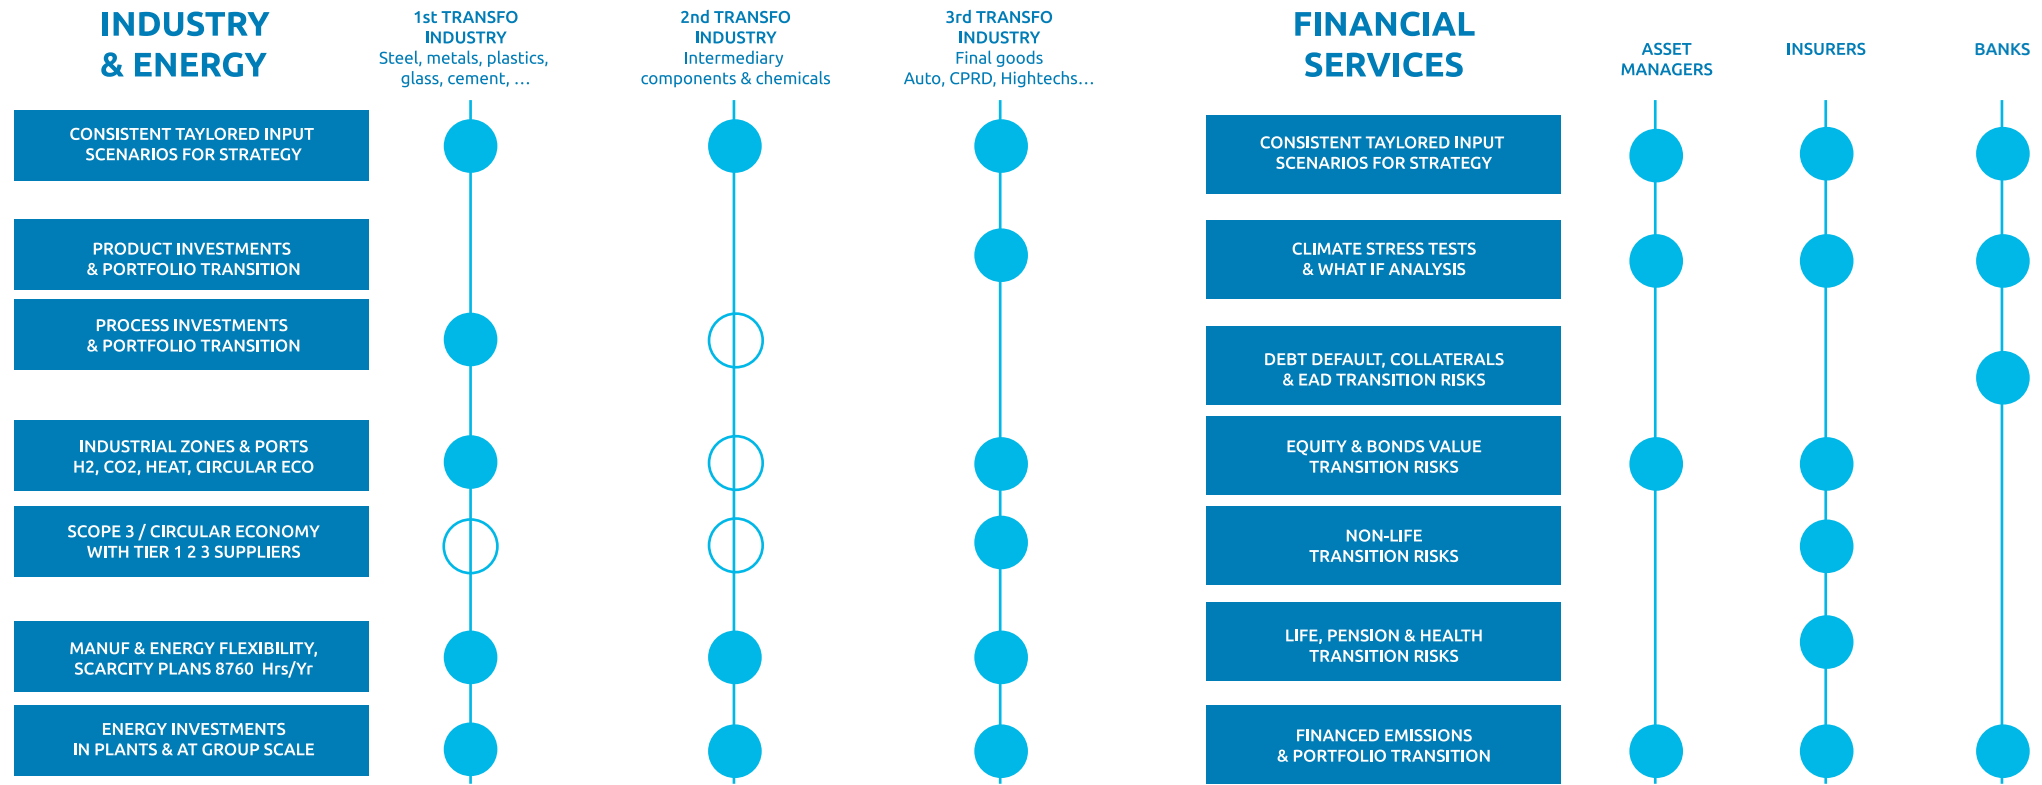 INDUSTRY
& ENERGY
1st TRANSFO
INDUSTRY
Steel, metals, plastics,
glass, cement, …
2nd TRANSFO
INDUSTRY
Intermediary
components & chemicals
3rd TRANSFO
INDUSTRY
Final goods
Auto, CPRD, Hightechs…
CONSISTENT TAYLORED INPUT
SCENARIOS FOR STRATEGY
PRODUCT INVESTMENTS
& PORTFOLIO TRANSITION
PROCESS INVESTMENTS
& PORTFOLIO TRANSITION
INDUSTRIAL ZONES & PORTS
H2, CO2, HEAT, CIRCULAR ECO
SCOPE 3 / CIRCULAR ECONOMY
WITH TIER 1 2 3 SUPPLIERS
MANUF & ENERGY FLEXIBILITY,
SCARCITY PLANS 8760 Hrs/Yr
ENERGY INVESTMENTS
IN PLANTS & AT GROUP SCALE
FINANCIAL
SERVICES
ASSET
MANAGERS
INSURERS
BANKS
CONSISTENT TAYLORED INPUT
SCENARIOS FOR STRATEGY
CLIMATE STRESS TESTS
& WHAT IF ANALYSIS
DEBT DEFAULT, COLLATERALS
& EAD TRANSITION RISKS
EQUITY & BONDS VALUE
TRANSITION RISKS
NON-LIFE
TRANSITION RISKS
LIFE, PENSION & HEALTH
TRANSITION RISKS
FINANCED EMISSIONS
& PORTFOLIO TRANSITION